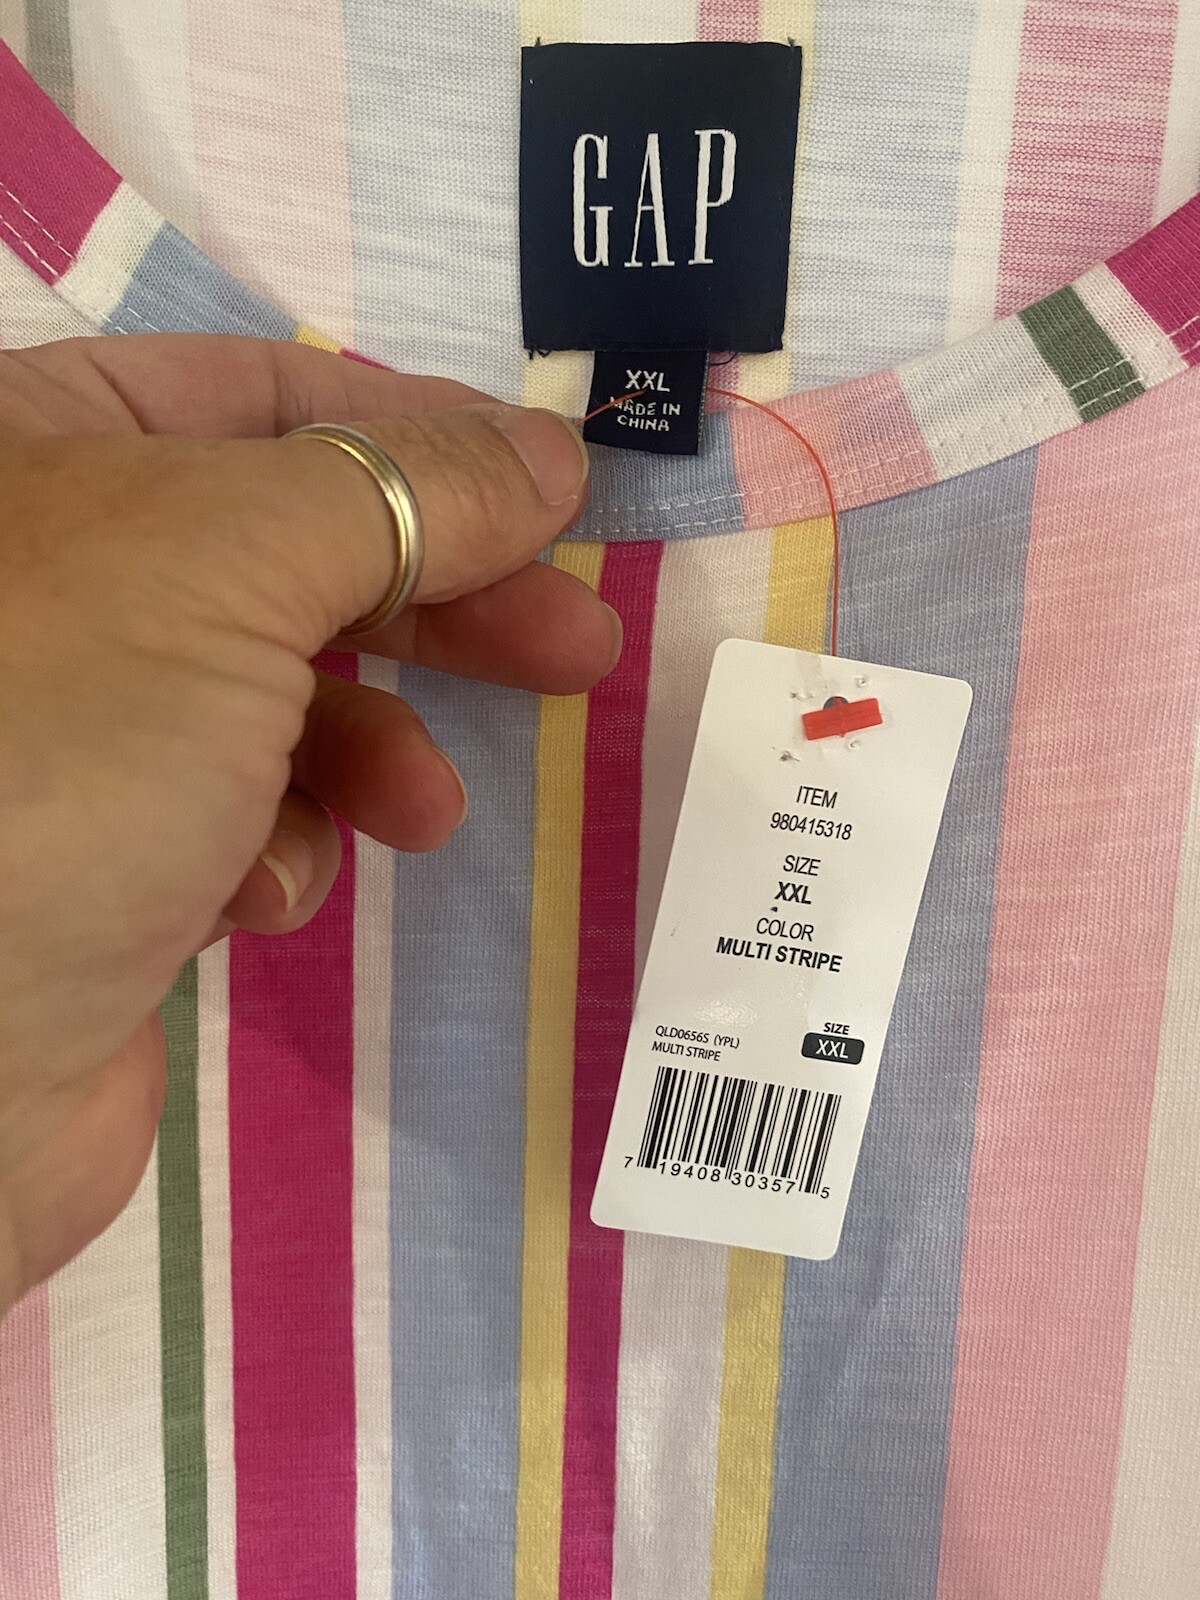 GAP
XXL
MADE IN
CHINA
ITEM
980415318
SIZE
XXL
COLOR
MULTI STRIPE
QLD0656S (YPL)
MULTI STRIPE
SIZE
XXL
7 19408 30357 5